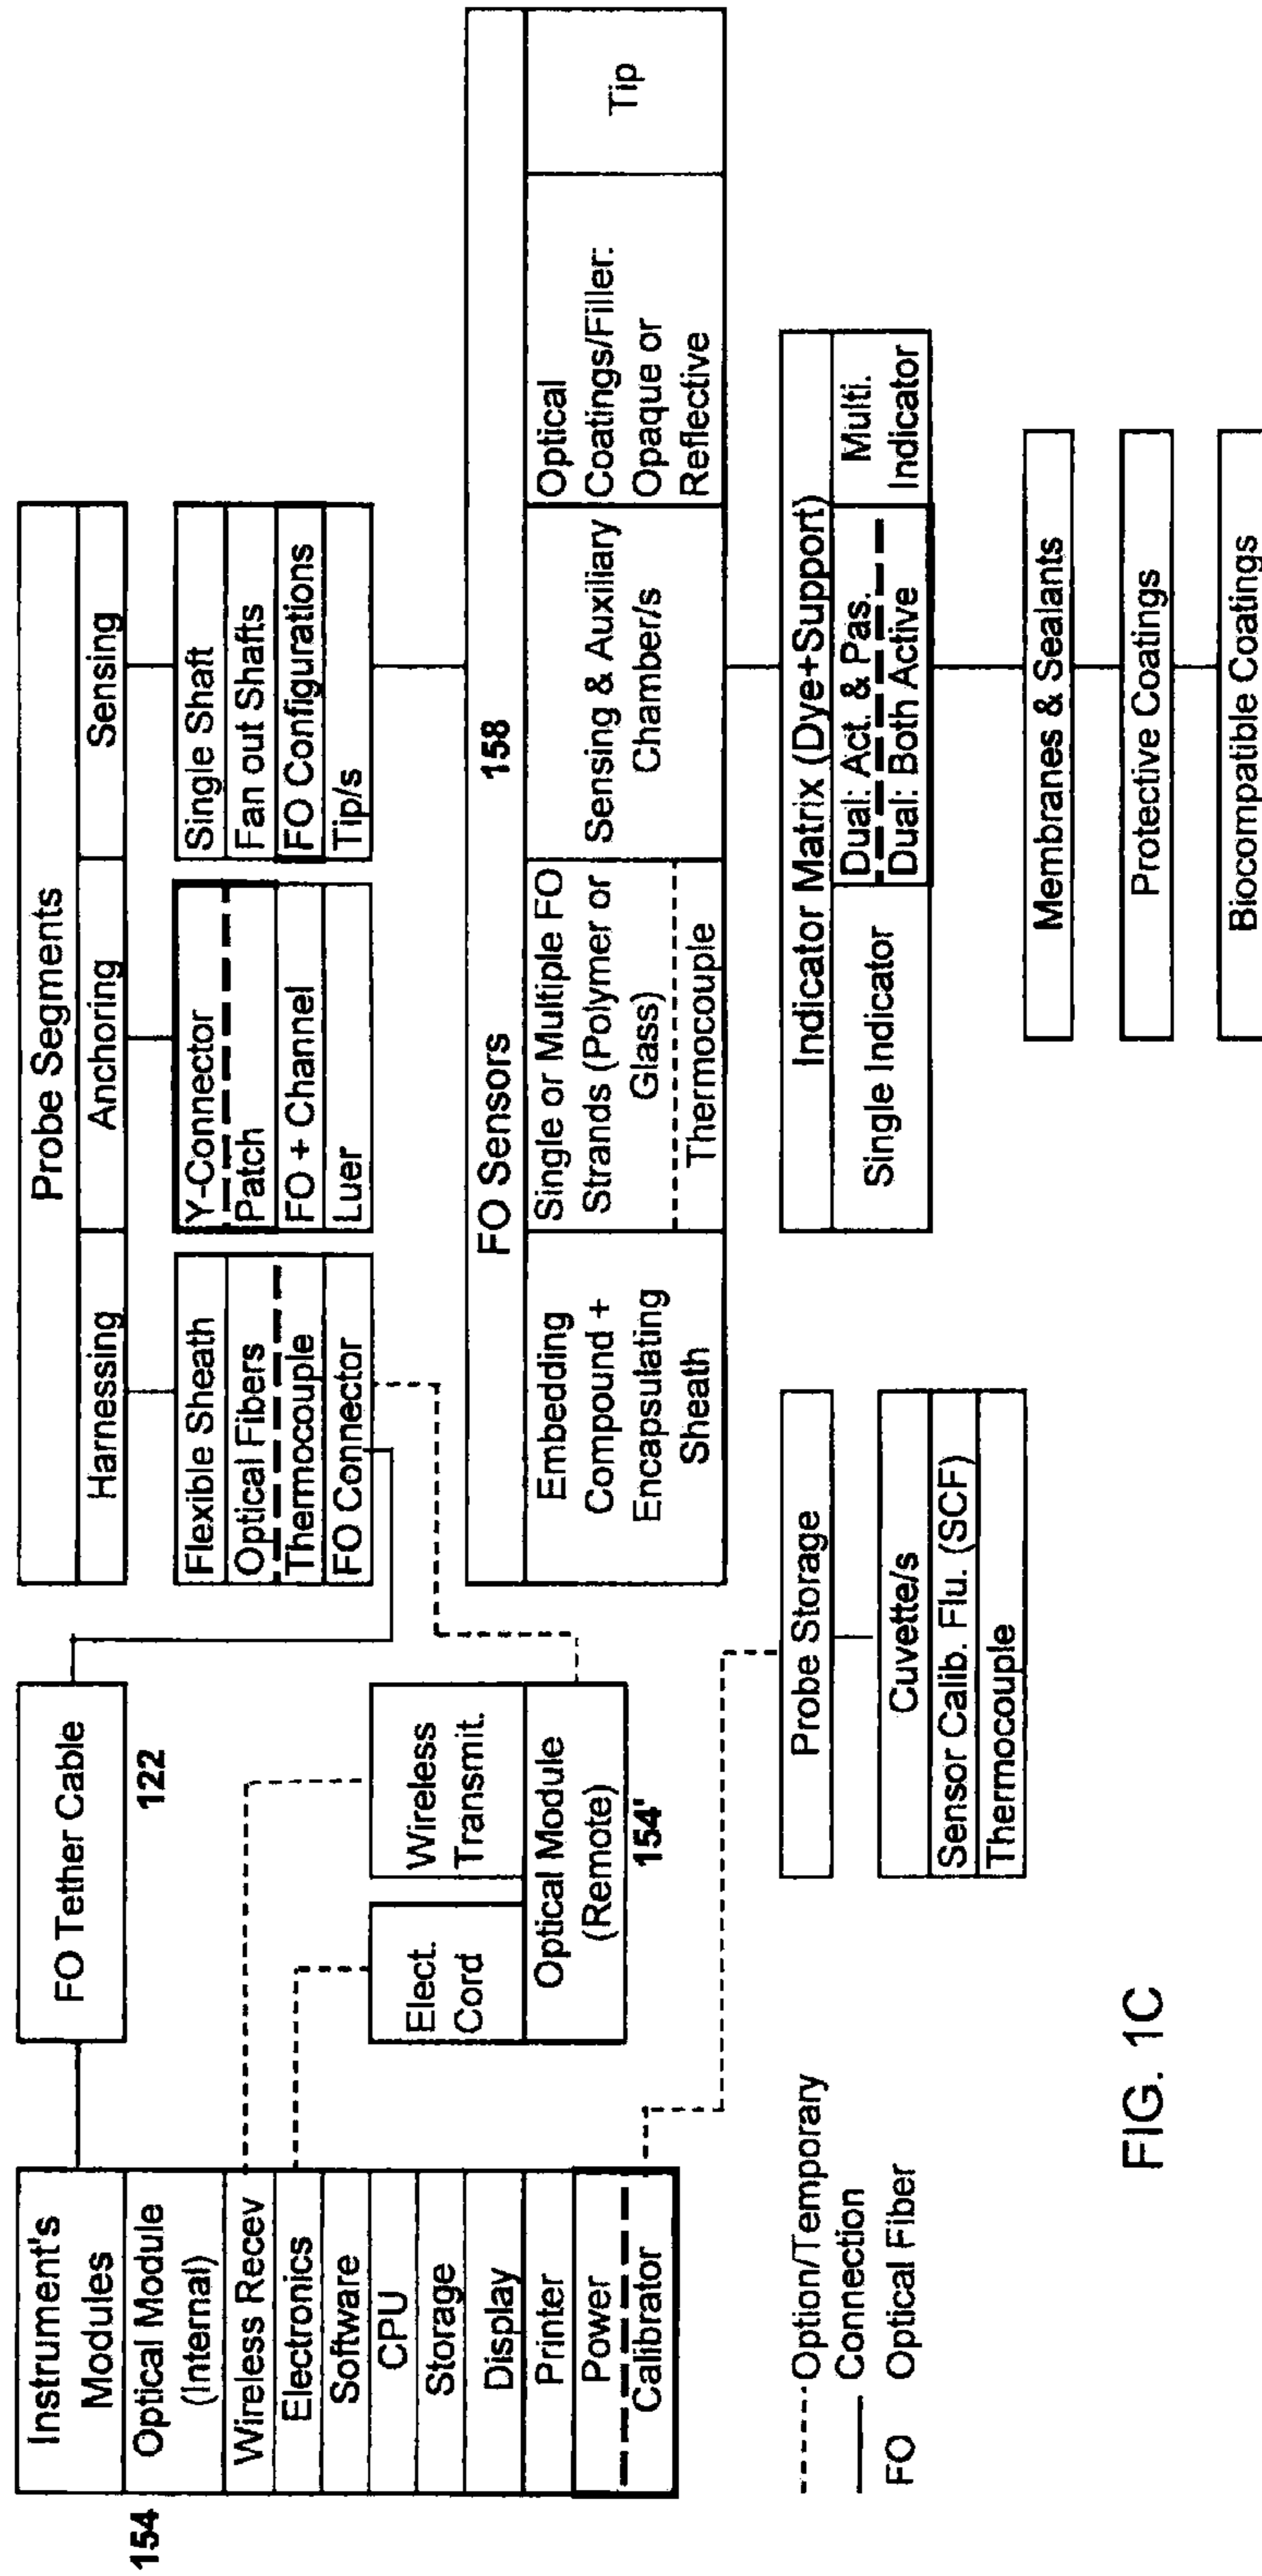 Instrument's
Modules
Optical Module
(Internal)
Wireless Recev
Electronics
Software
CPU
Storage
Display
Printer
Power
Calibrator
154
FO Tether Cable
122
Elect.
Cord
Wireless
Transmit.
Optical Module
(Remote)
154'
Probe Segments
Harnessing
Anchoring
Sensing
Flexible Sheath
Optical Fibers
Thermocouple
FO Connector
Y-Connector
Patch
FO + Channel
Luer
Single Shaft
Fan out Shafts
FO Configurations
Tip/s
FO Sensors
158
Embedding
Compound +
Encapsulating
Sheath
Single or Multiple FO
Strands (Polymer or
Glass)
Thermocouple
Sensing & Auxiliary
Chamber/s
Optical
Coatings/Filler:
Opaque or
Reflective
Tip
Probe Storage
Cuvette/s
Sensor Calib. Flu. (SCF)
Thermocouple
Indicator Matrix (Dye+Support)
Single Indicator
Dual: Act. & Pas.
Dual: Both Active
Multi.
Indicator
Membranes & Sealants
Protective Coatings
Biocompatible Coatings
Option/Temporary
Connection
FO Optical Fiber
FIG. 1C